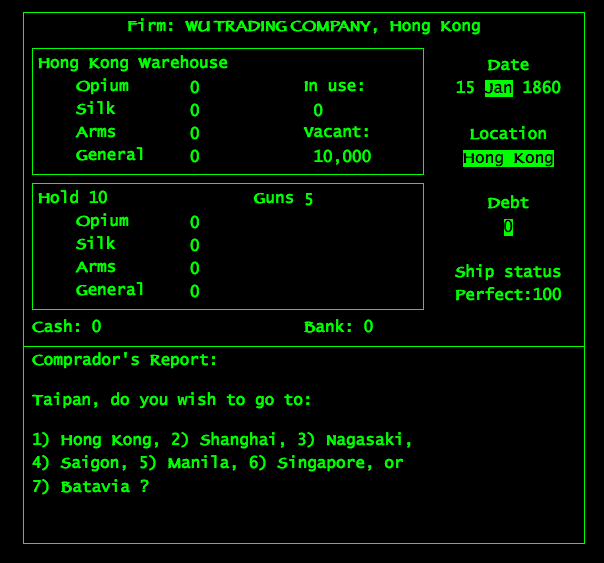 Firm: WU TRADING COMPANY, Hong Kong
Hong Kong Warehouse
Opium 0 In use:
Silk 0 0
Arms 0 Vacant:
General 0 10,000
Date
15 Jan 1860
Location
Hong Kong
Hold 10 Guns 5
Opium 0
Silk 0
Arms 0
General 0
Debt
0
Ship status
Perfect:100
Cash: 0 Bank: 0
Comprador's Report:
Taipan, do you wish to go to:
1) Hong Kong, 2) Shanghai, 3) Nagasaki,
4) Saigon, 5) Manila, 6) Singapore, or
7) Batavia ?